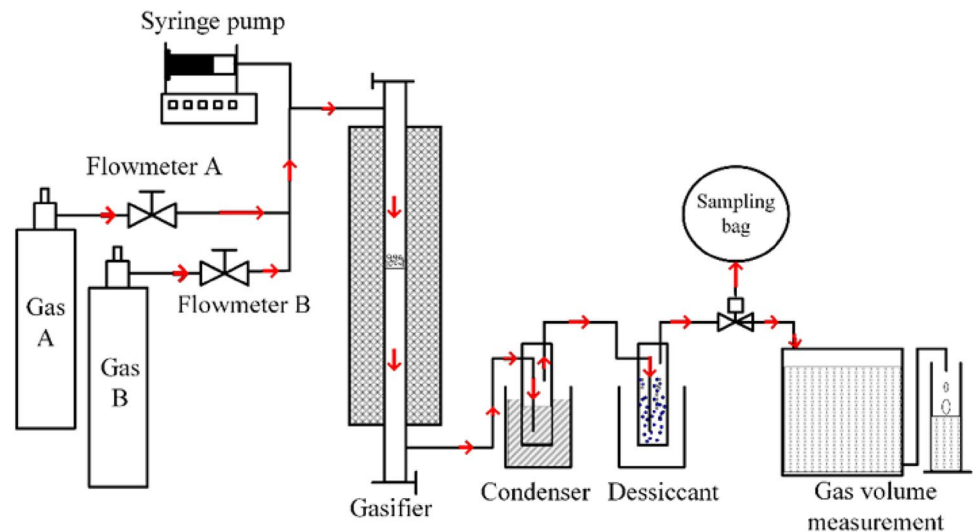 Syringe pump
Flowmeter A
Flowmeter B
Gas
A
Gas
B
Gasifier
Condenser
Dessiccant
Sampling
bag
Gas volume
measurement